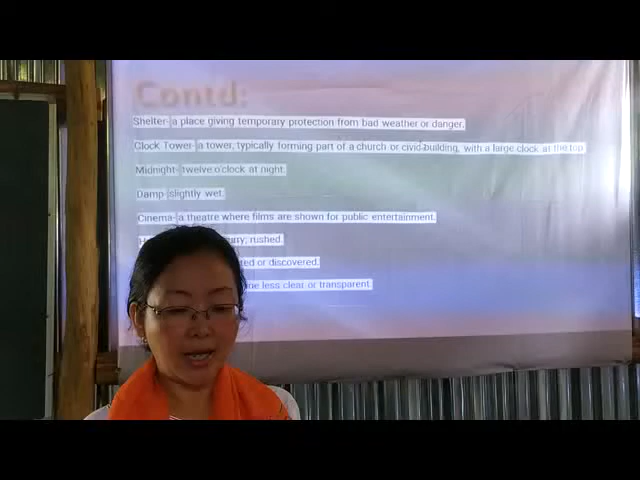 Contd:
Shelter- a place giving temporary protection from bad weather or danger.
Clock Tower- a tower, typically forming part of a church or civic building, with a large clock at the top.
Midnight- twelve o'clock at night.
Damp- slightly wet.
Cinema- a theatre where films are shown for public entertainment.
rushed.
or discovered.
less clear or transparent.